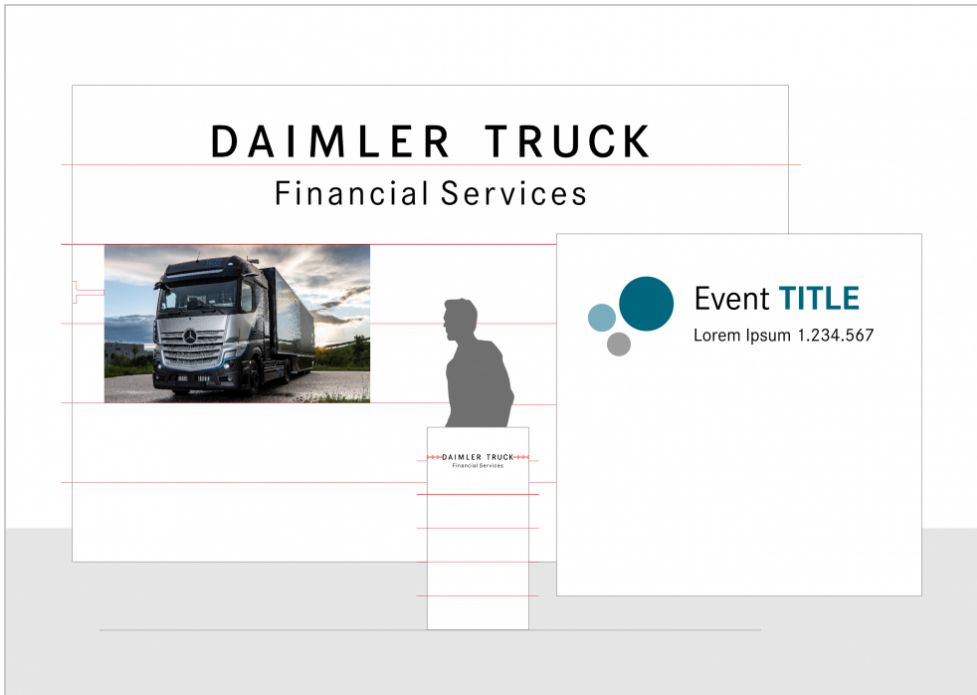 DAIMLER TRUCK
Financial Services
Event TITLE
Lorem Ipsum 1.234.567
DAIMLER TRUCK
Financial Services